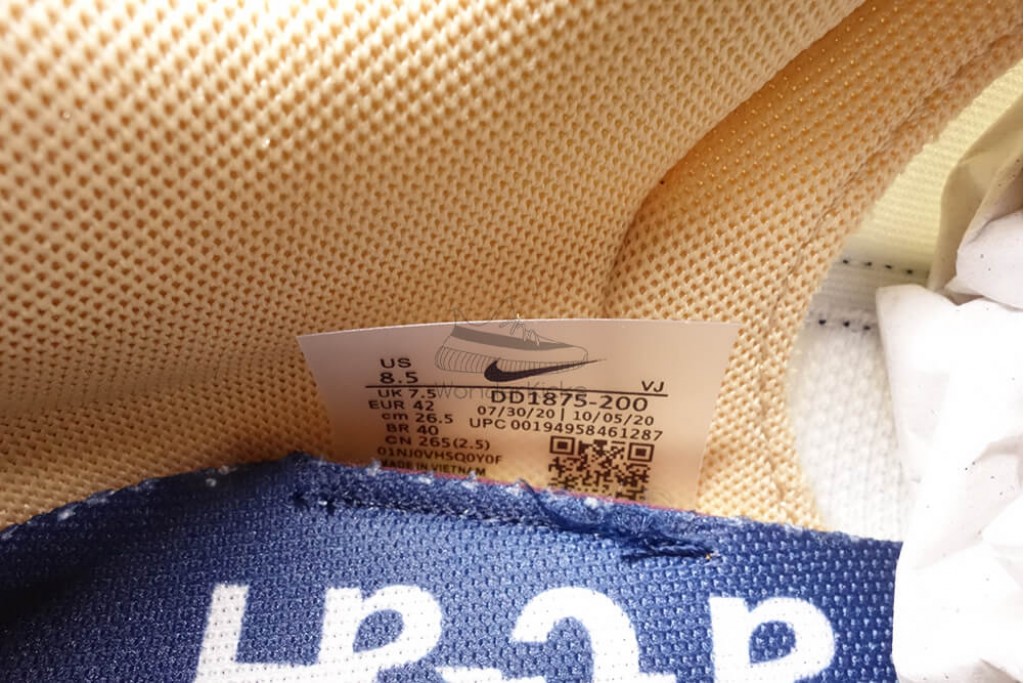 US
8.5
VJ
UK 7.5
DD1875-200
EUR 42
07/30/20 | 10/05/20
cm 26.5
UPC 00194958461287
BR 40
CN 265(2.5)
01NJ0VHSQ0Y0F
MADE IN VIETNAM